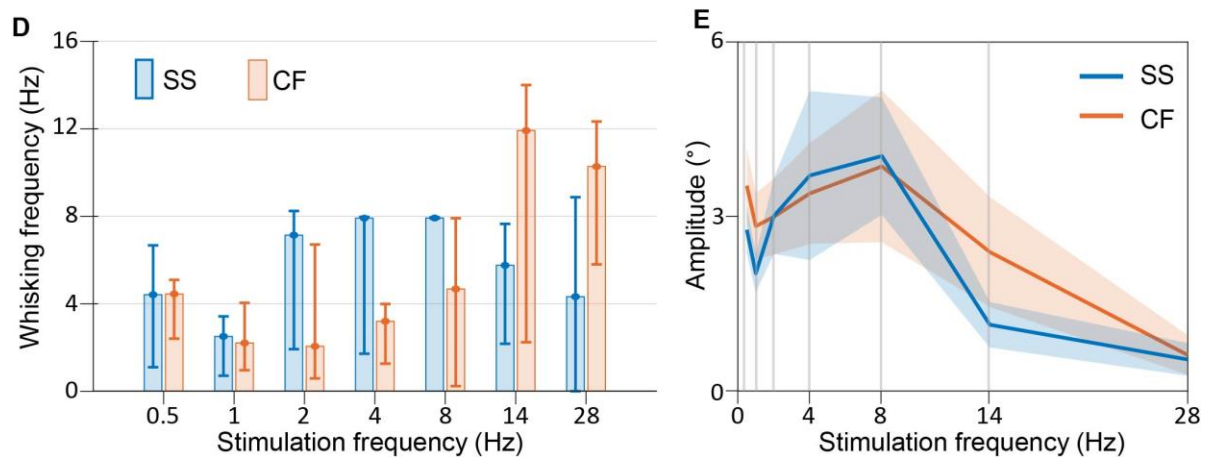 D
16
12
8
4
0
Whisking frequency (Hz)
SS
CF
0.5 1 2 4 8 14 28
Stimulation frequency (Hz)
E
6
3
0
Amplitude (°)
SS
CF
0 4 8 14 28
Stimulation frequency (Hz)